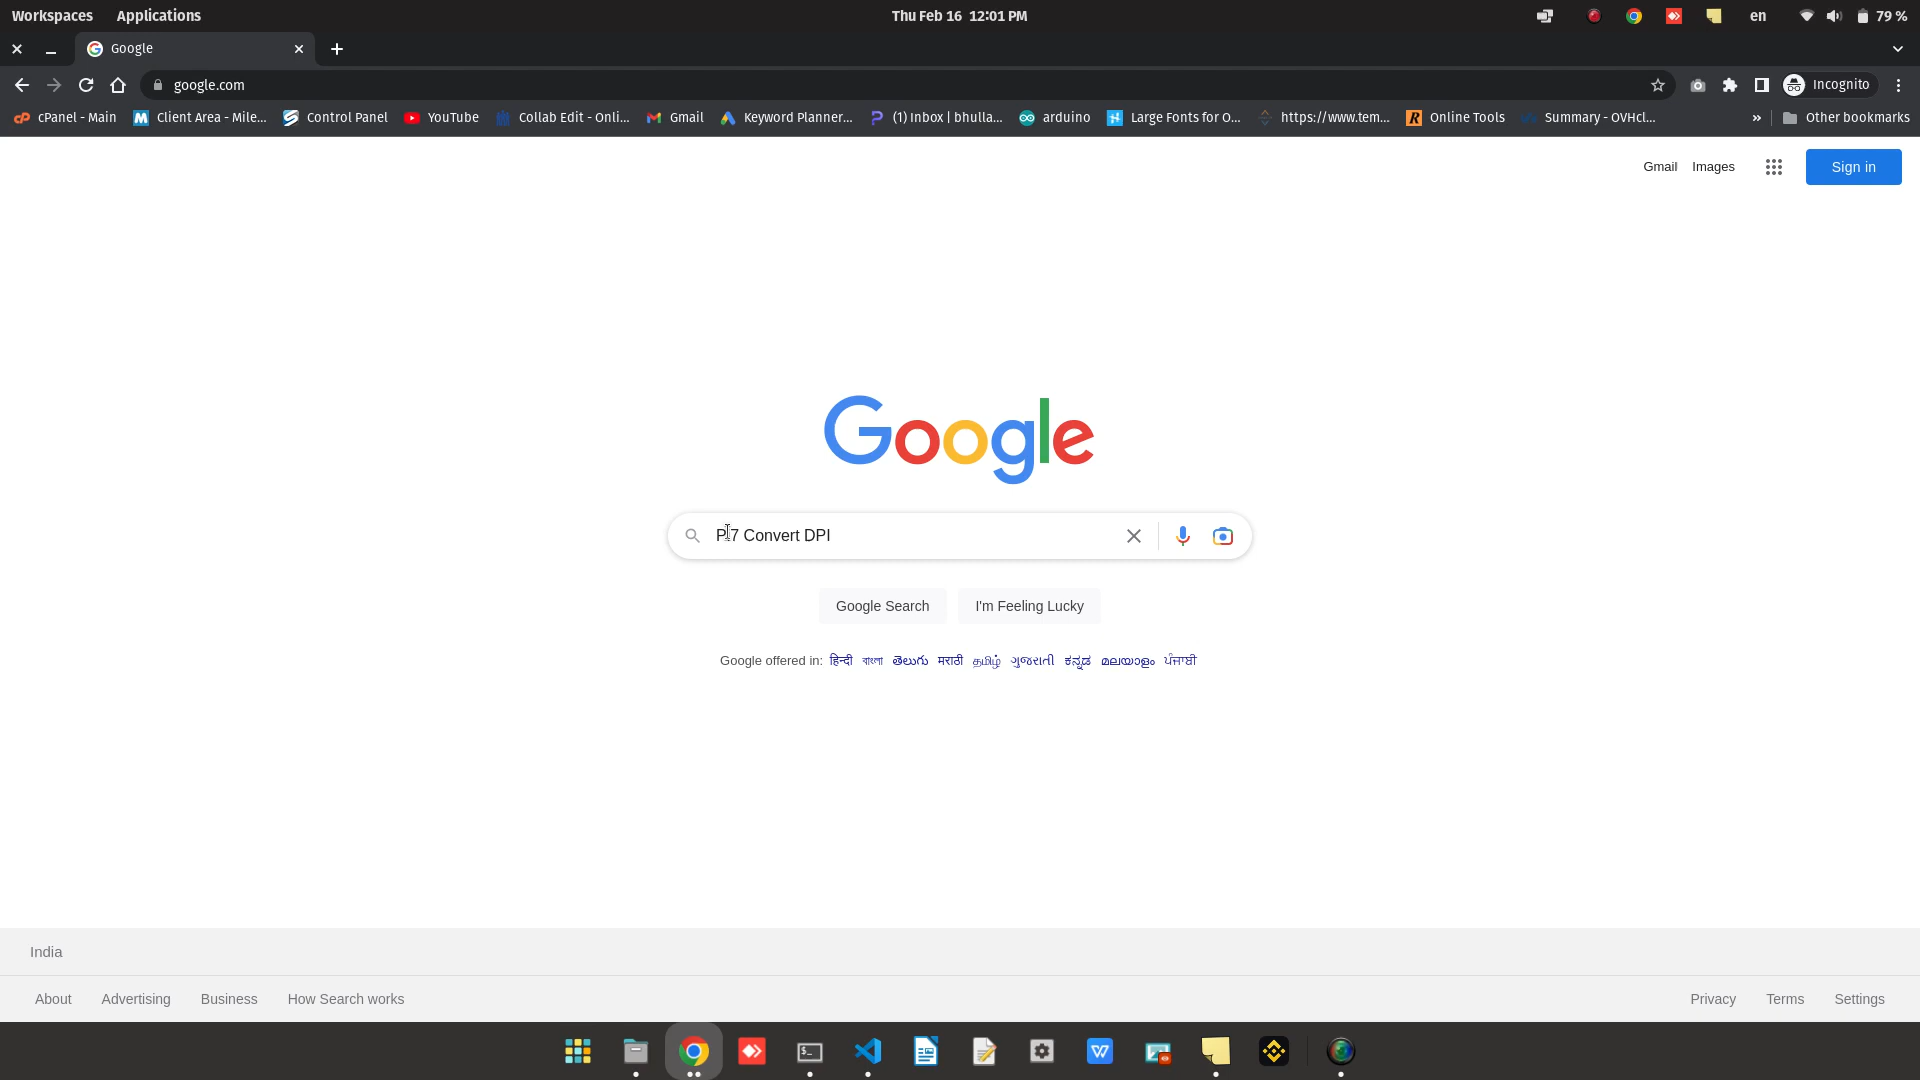 Workspaces Applications Thu Feb 16 12:01 PM en 79 %
Google
google.com Incognito
cPanel - Main Client Area - Mile... Control Panel YouTube Collab Edit - Onli... Gmail Keyword Planner... (1) Inbox | bhulla... arduino Large Fonts for O... https://www.tem... Online Tools Summary - OVHcl... » Other bookmarks
Gmail Images Sign in
Google
Pi7 Convert DPI
Google Search I'm Feeling Lucky
Google offered in: हिन्दी বাংলা తెలుగు मराठी தமிழ் ગુજરાતી ಕನ್ನಡ മലയാളം ਪੰਜਾਬੀ
India
About Advertising Business How Search works Privacy Terms Settings